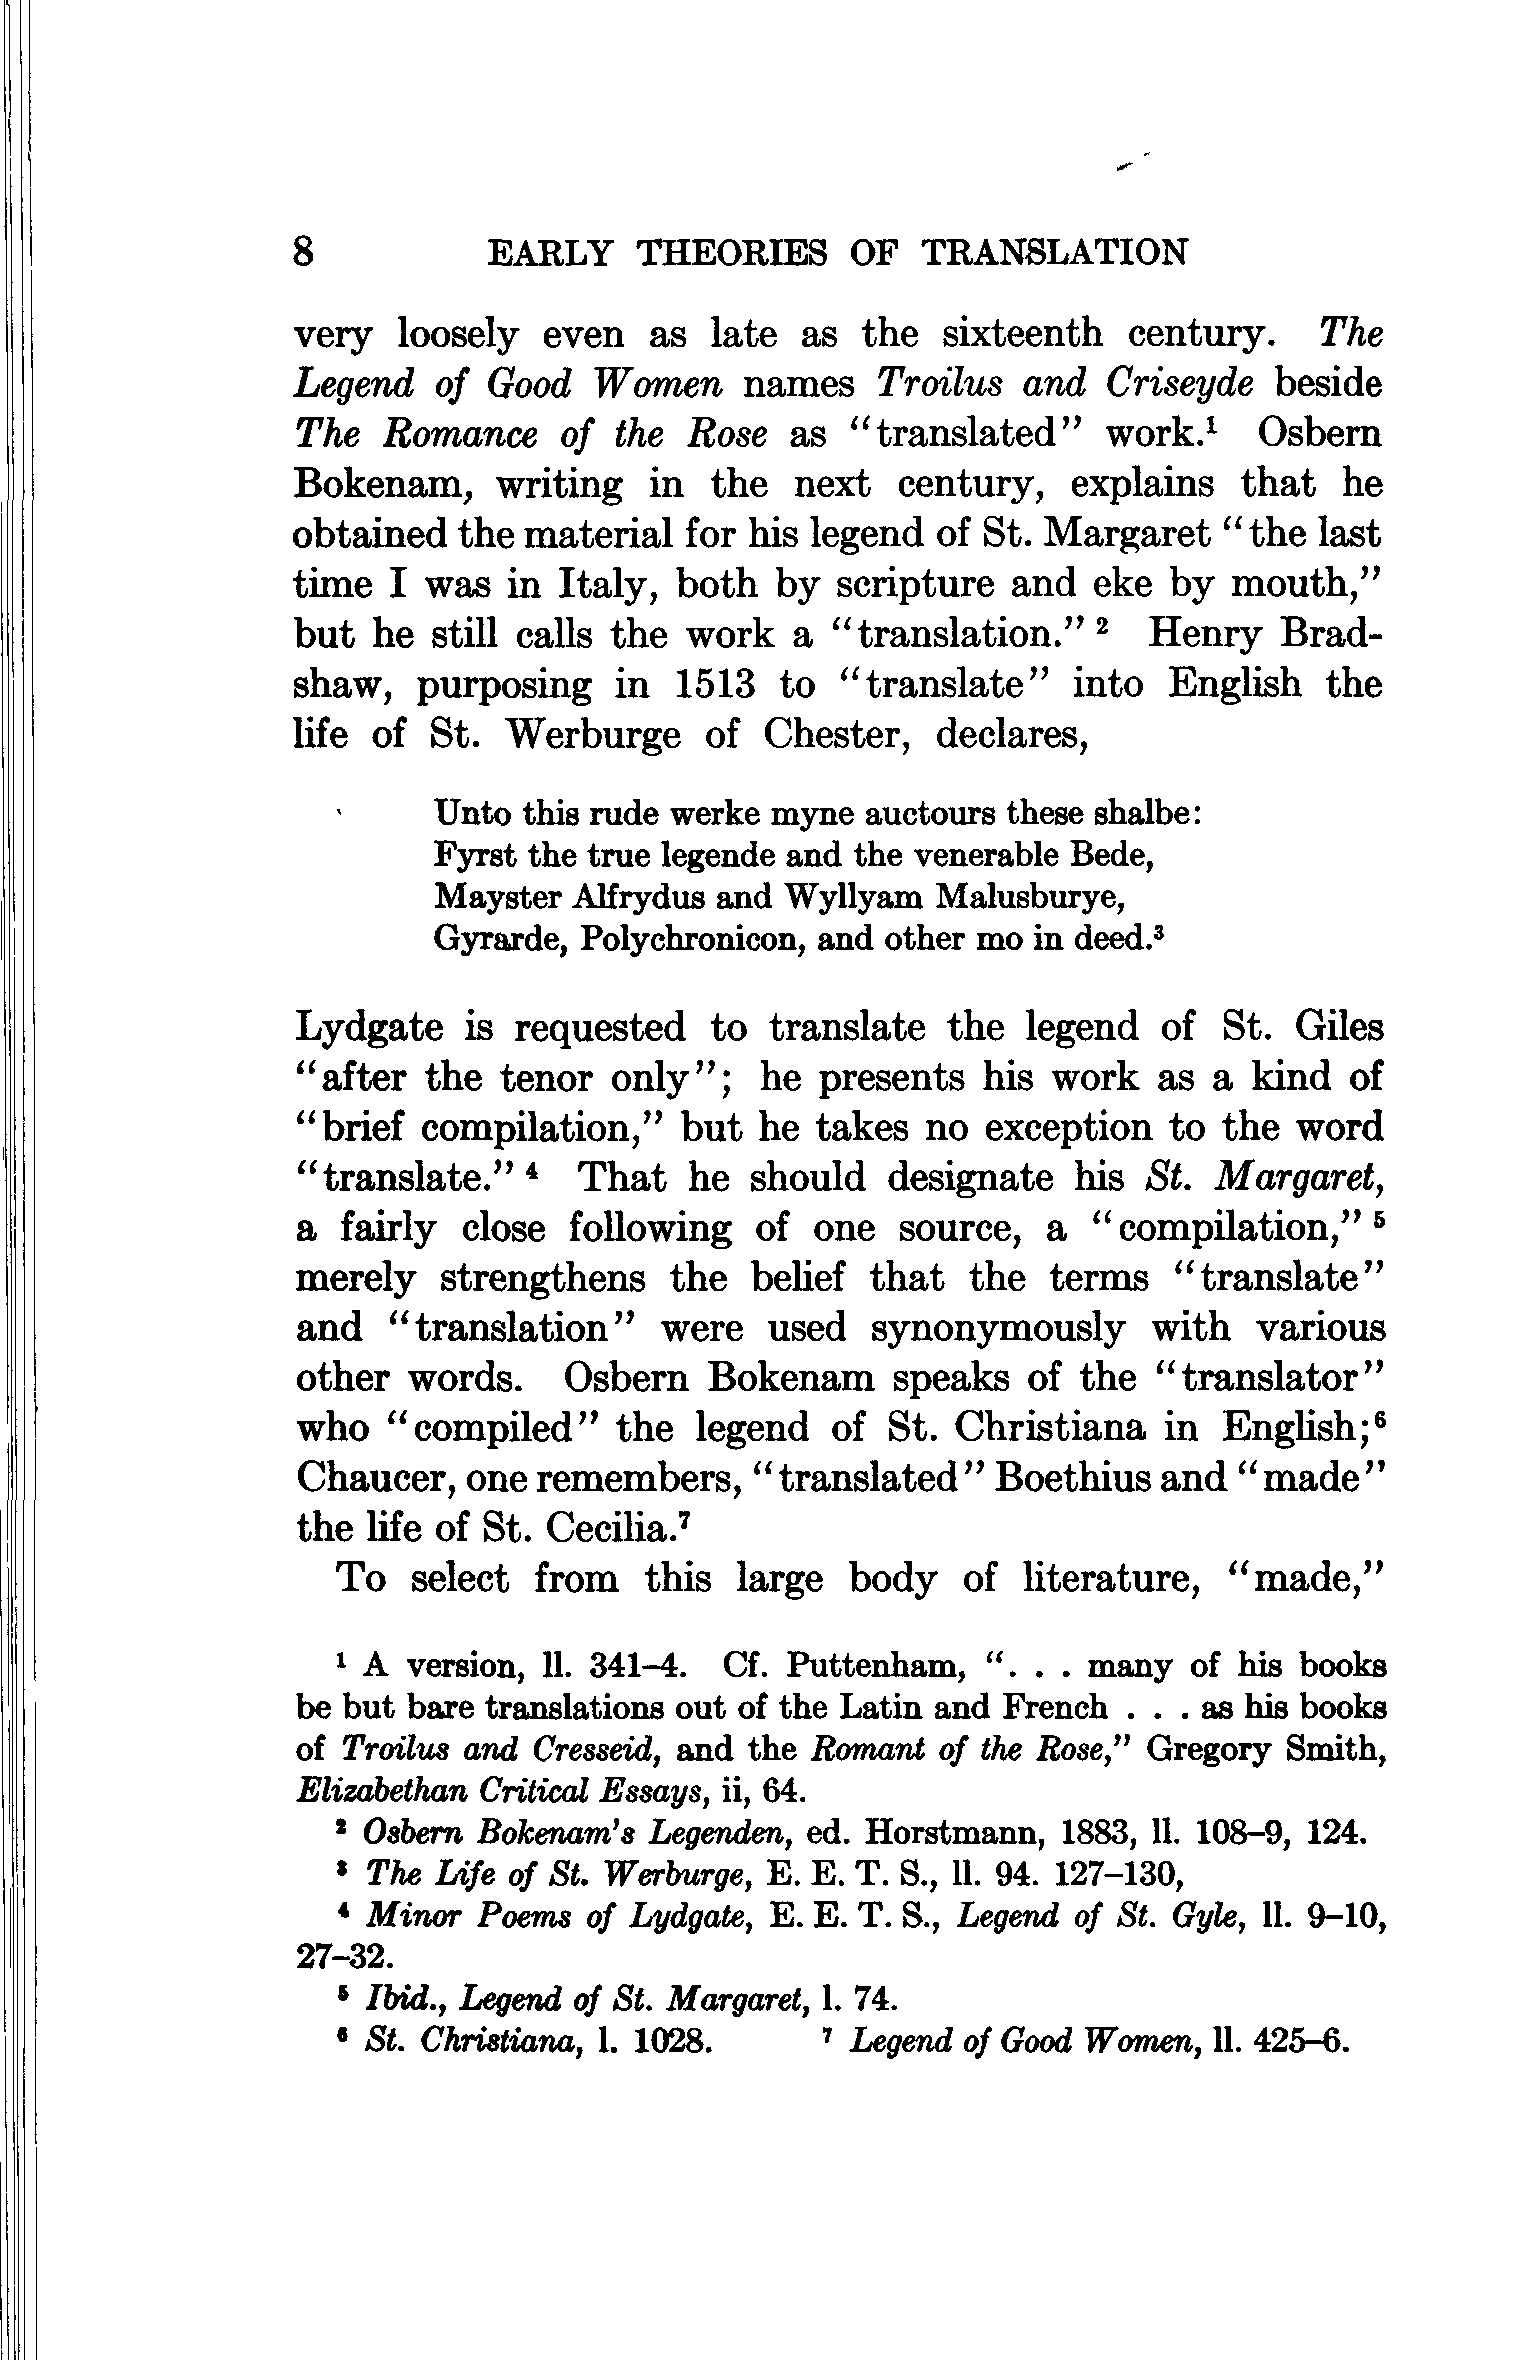 8 EARLY THEORIES OF TRANSLATION
very loosely even as late as the sixteenth century. The
Legend of Good Women names Troilus and Criseyde beside
The Romance of the Rose as “translated” work.¹ Osbern
Bokenam, writing in the next century, explains that he
obtained the material for his legend of St. Margaret “the last
time I was in Italy, both by scripture and eke by mouth,”
but he still calls the work a “translation.” ² Henry Brad-
shaw, purposing in 1513 to “translate” into English the
life of St. Werburge of Chester, declares,
Unto this rude werke myne auctours these shalbe:
Fyrst the true legende and the venerable Bede,
Mayster Alfrydus and Wyllyam Malusburye,
Gyrarde, Polychronicon, and other mo in deed.³
Lydgate is requested to translate the legend of St. Giles
“after the tenor only”; he presents his work as a kind of
“brief compilation,” but he takes no exception to the word
“translate.” ⁴ That he should designate his St. Margaret,
a fairly close following of one source, a “compilation,” ⁵
merely strengthens the belief that the terms “translate”
and “translation” were used synonymously with various
other words. Osbern Bokenam speaks of the “translator”
who “compiled” the legend of St. Christiana in English;⁶
Chaucer, one remembers, “translated” Boethius and “made”
the life of St. Cecilia.⁷
To select from this large body of literature, “made,”
¹ A version, ll. 341–4. Cf. Puttenham, “. . . many of his books
be but bare translations out of the Latin and French . . . as his books
of Troilus and Cresseid, and the Romant of the Rose,” Gregory Smith,
Elizabethan Critical Essays, ii, 64.
² Osbern Bokenam’s Legenden, ed. Horstmann, 1883, ll. 108–9, 124.
³ The Life of St. Werburge, E. E. T. S., ll. 94. 127–130,
⁴ Minor Poems of Lydgate, E. E. T. S., Legend of St. Gyle, ll. 9–10,
27–32.
⁵ Ibid., Legend of St. Margaret, l. 74.
⁶ St. Christiana, l. 1028. ⁷ Legend of Good Women, ll. 425–6.